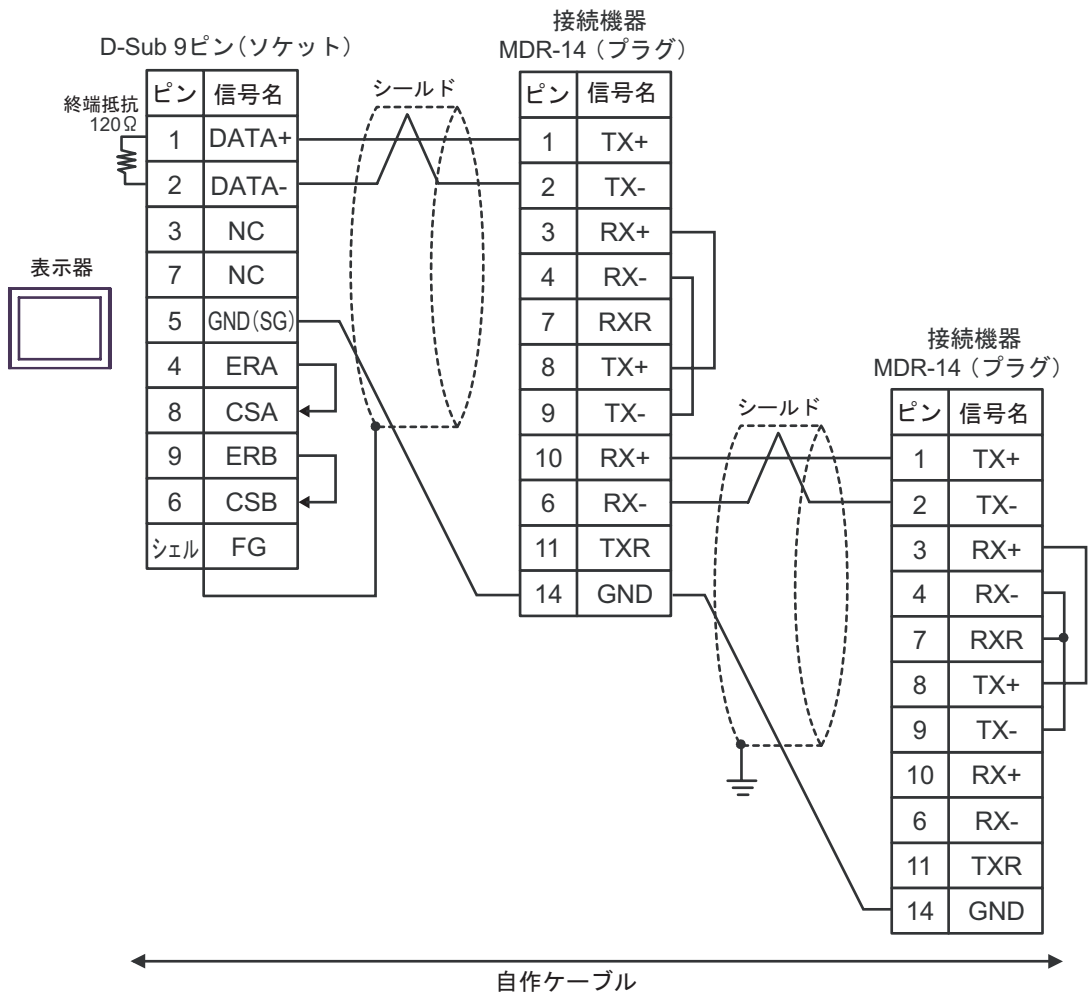 接続機器
MDR-14（プラグ）
D-Sub 9ピン（ソケット）
終端抵抗
120Ω
シールド
ピン 信号名
1 DATA+
2 DATA-
3 NC
7 NC
5 GND(SG)
4 ERA
8 CSA
9 ERB
6 CSB
シェル FG
表示器
ピン 信号名
1 TX+
2 TX-
3 RX+
4 RX-
7 RXR
8 TX+
9 TX-
10 RX+
6 RX-
11 TXR
14 GND
シールド
接続機器
MDR-14（プラグ）
ピン 信号名
1 TX+
2 TX-
3 RX+
4 RX-
7 RXR
8 TX+
9 TX-
10 RX+
6 RX-
11 TXR
14 GND
自作ケーブル